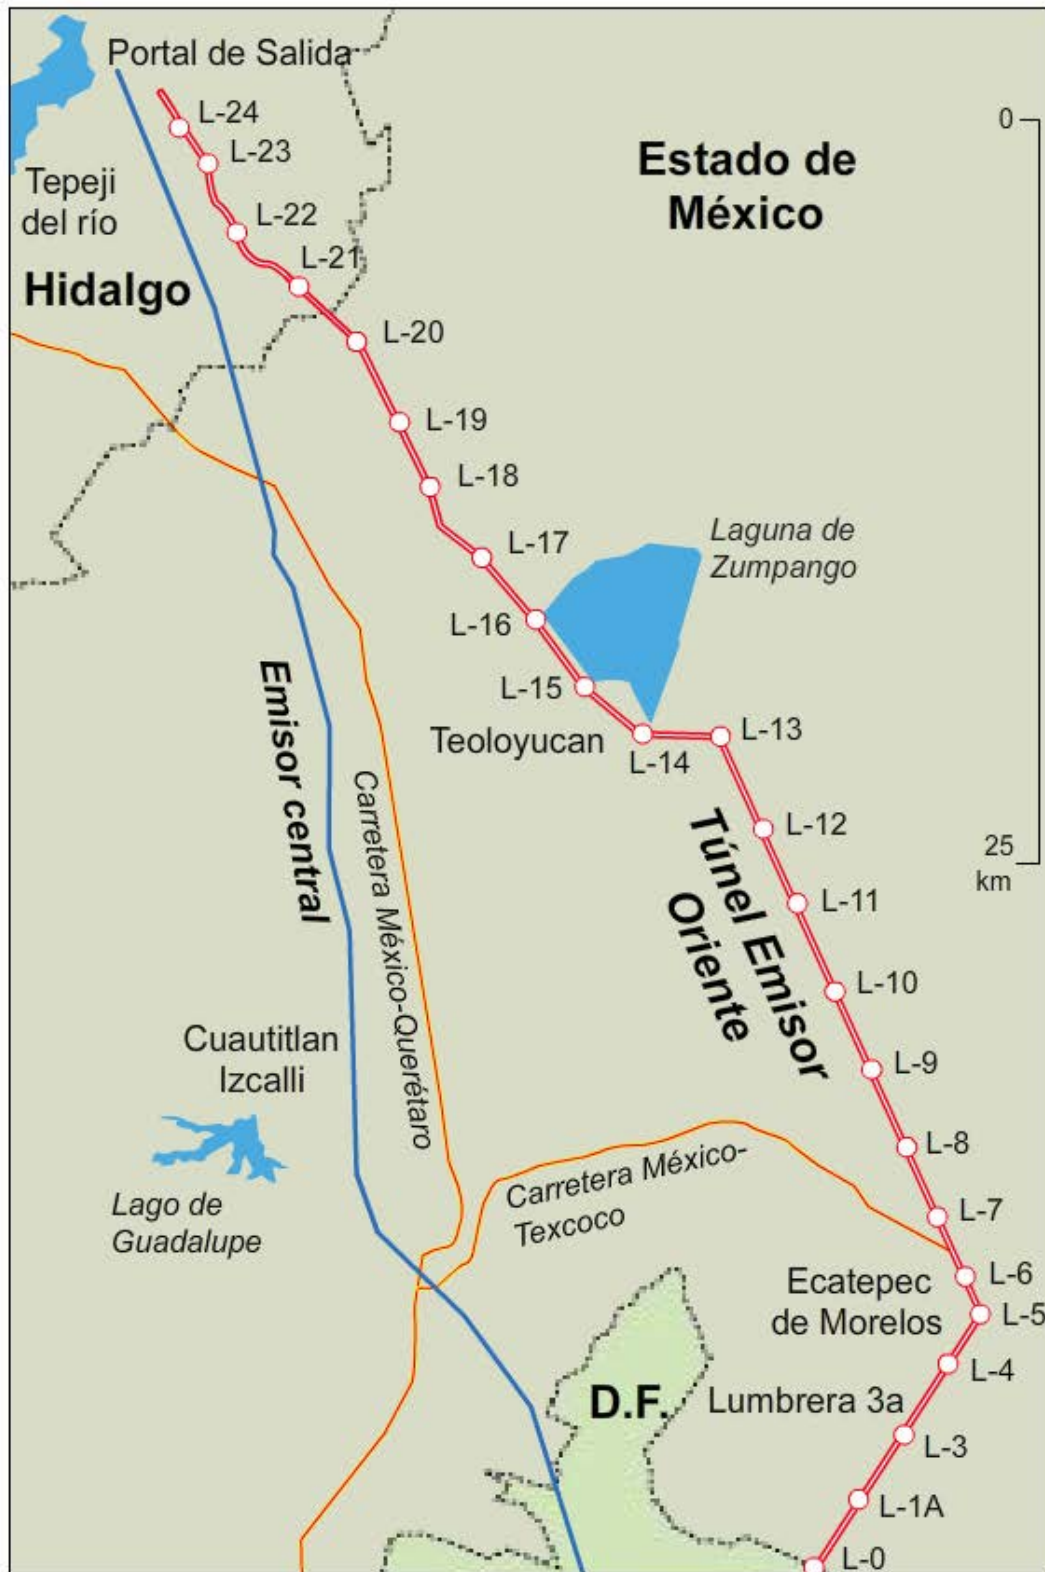 Portal de Salida
L-24
0
L-23
Estado de
México
Tepeji
del río
L-22
L-21
Hidalgo
L-20
L-19
L-18
Laguna de
Zumpango
L-17
L-16
L-15
Teoloyucan
L-14
L-13
Emisor central
Carretera México-Querétaro
Túnel Emisor
Oriente
L-12
25
km
L-11
L-10
Cuautitlan
Izcalli
L-9
L-8
Carretera México-
Texcoco
Lago de
Guadalupe
L-7
L-6
Ecatepec
de Morelos
L-5
L-4
D.F.
Lumbrera 3a
L-3
L-1A
L-0